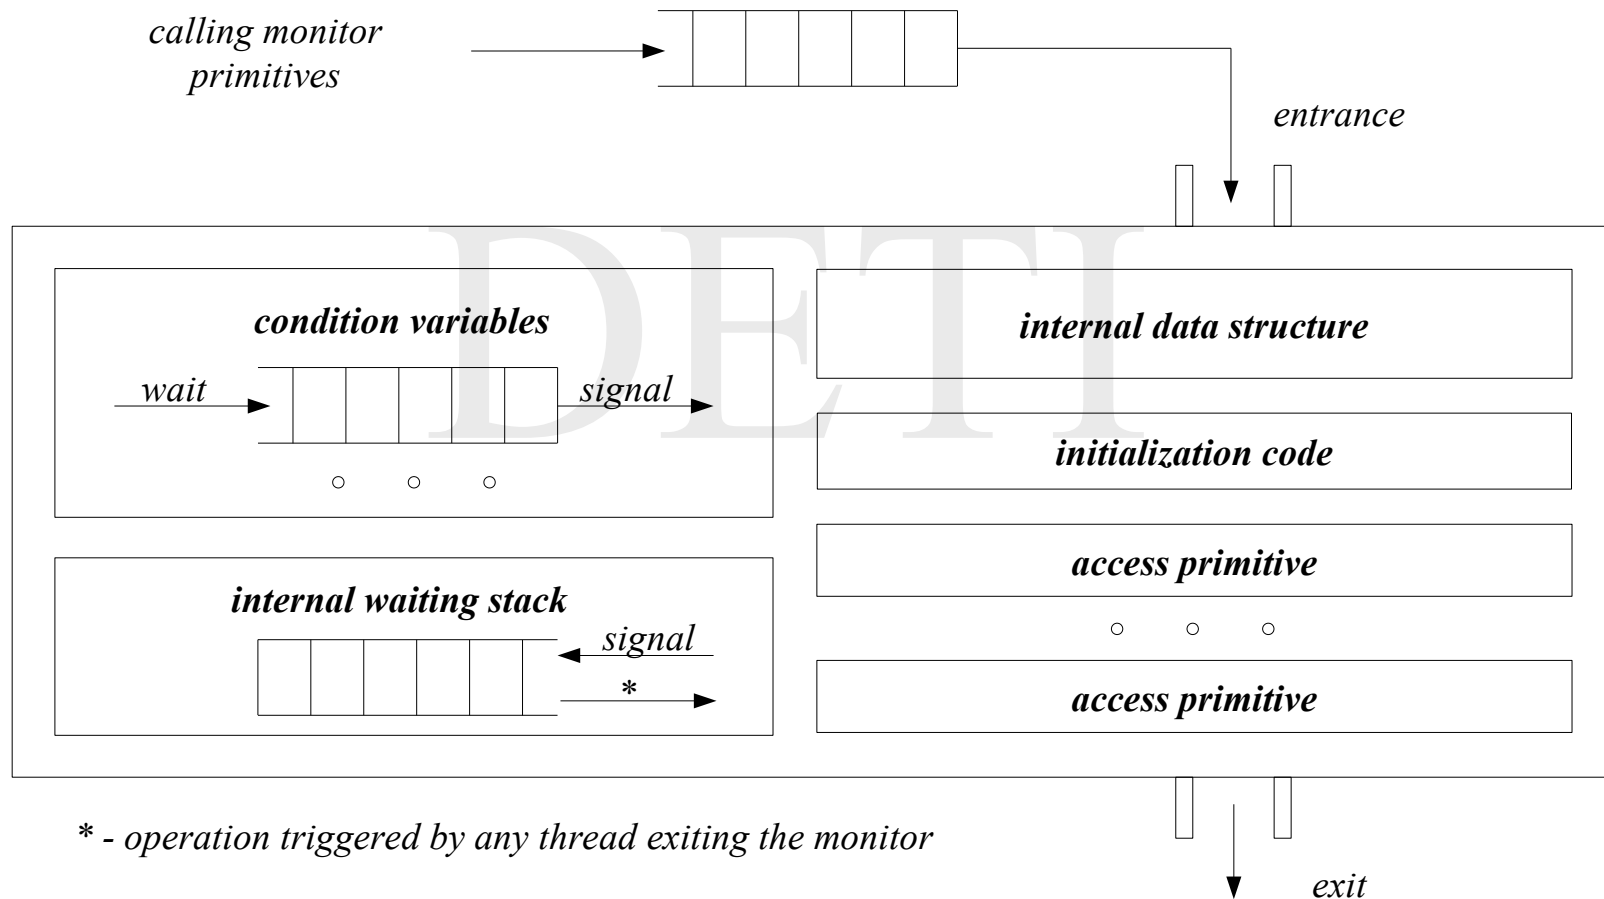 calling monitor
primitives
entrance
DETI
condition variables
wait
signal
internal data structure
initialization code
access primitive
internal waiting stack
signal
*
access primitive
* - operation triggered by any thread exiting the monitor
exit